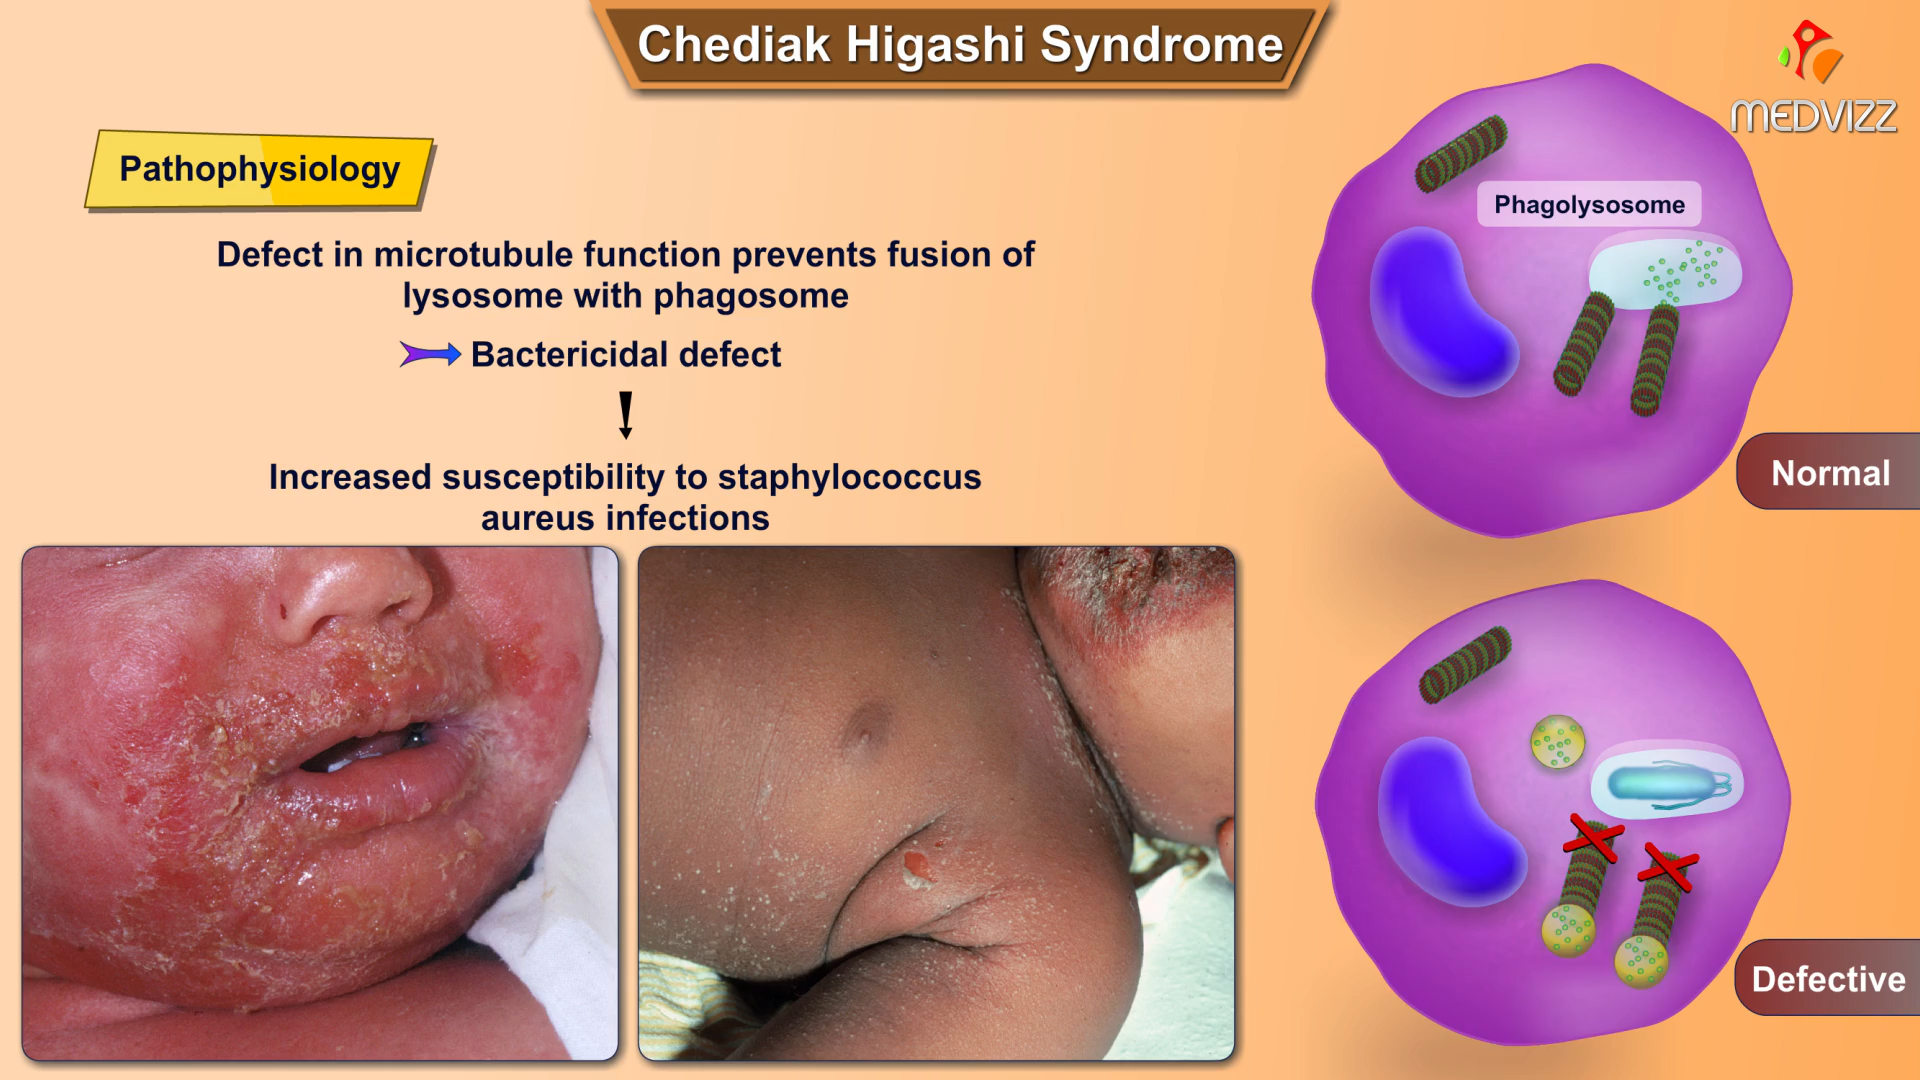 Chediak Higashi Syndrome
MEDVIZZ
Pathophysiology
Defect in microtubule function prevents fusion of
lysosome with phagosome
Bactericidal defect
Increased susceptibility to staphylococcus
aureus infections
Phagolysosome
Normal
Defective